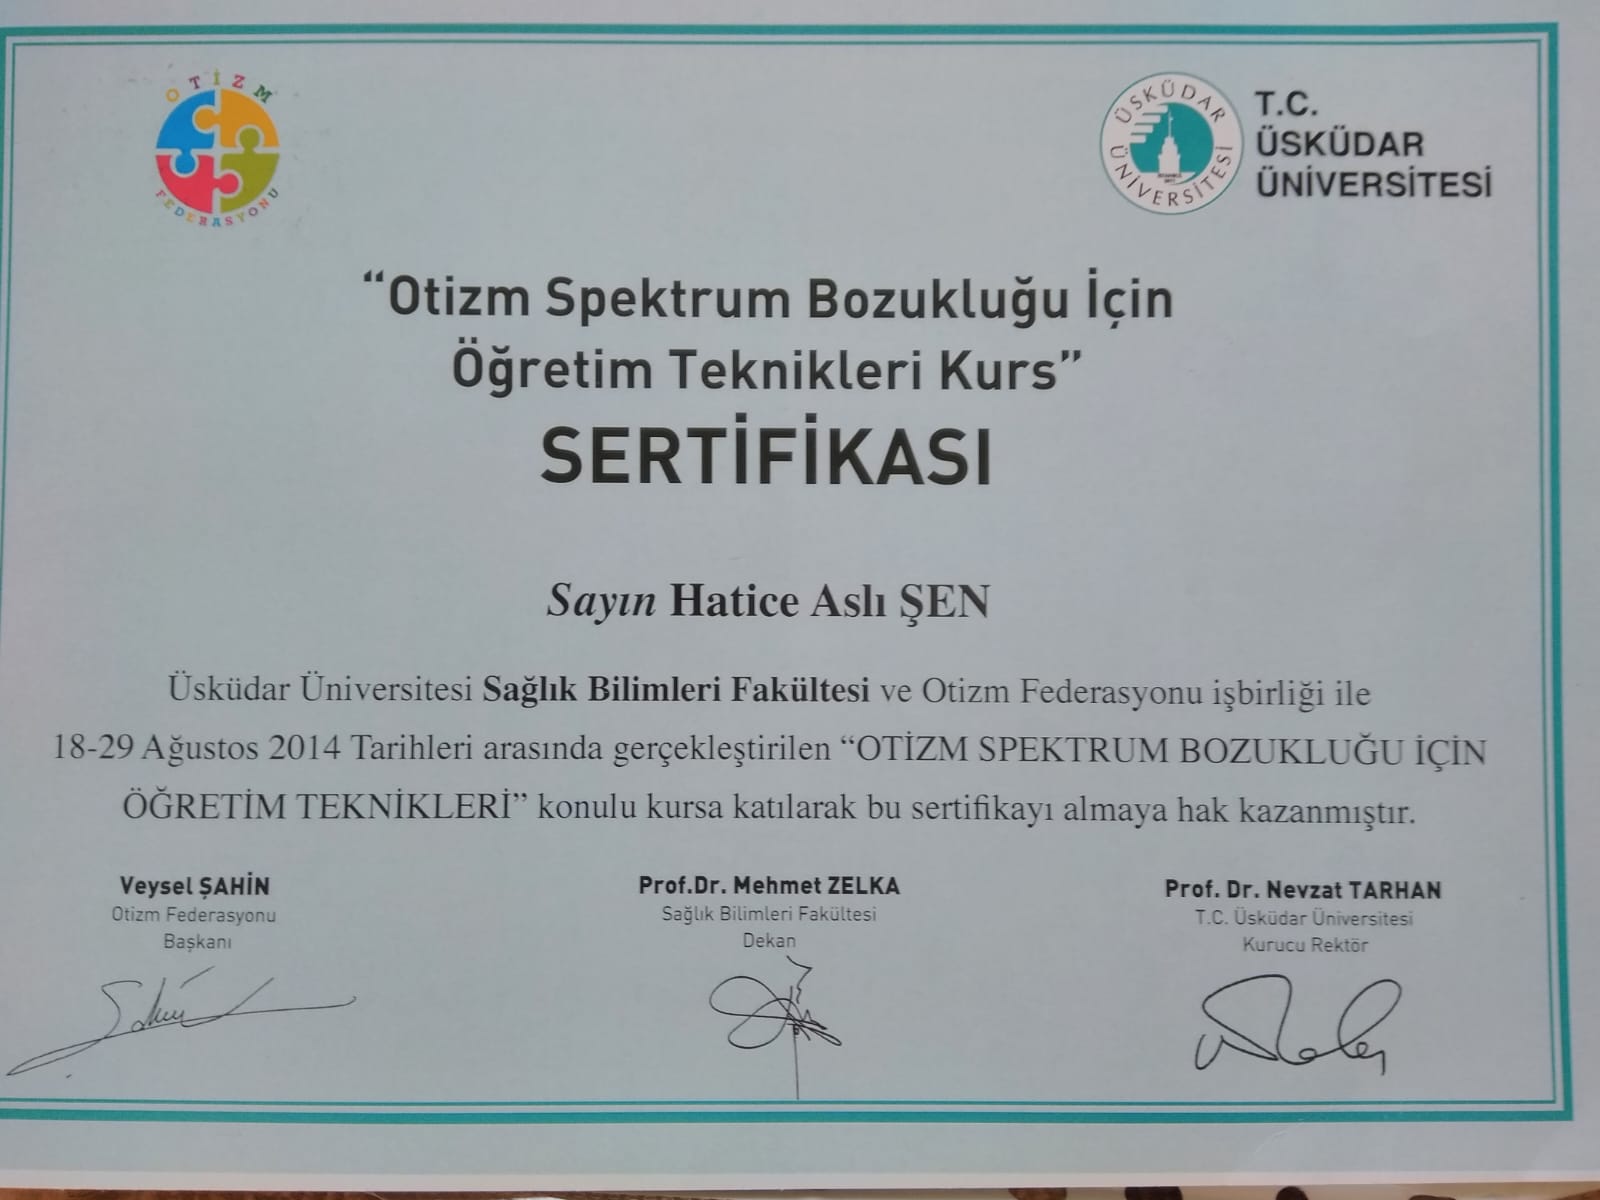 OTİZM
FEDERASYONU
ÜSKÜDAR ÜNİVERSİTESİ
T.C.
ÜSKÜDAR
ÜNİVERSİTESİ
“Otizm Spektrum Bozukluğu İçin
Öğretim Teknikleri Kurs”
SERTİFİKASI
Sayın Hatice Aslı ŞEN
Üsküdar Üniversitesi Sağlık Bilimleri Fakültesi ve Otizm Federasyonu işbirliği ile
18-29 Ağustos 2014 Tarihleri arasında gerçekleştirilen “OTİZM SPEKTRUM BOZUKLUĞU İÇİN
ÖĞRETİM TEKNİKLERİ” konulu kursa katılarak bu sertifikayı almaya hak kazanmıştır.
Veysel ŞAHİN
Otizm Federasyonu
Başkanı
Prof.Dr. Mehmet ZELKA
Sağlık Bilimleri Fakültesi
Dekan
Prof. Dr. Nevzat TARHAN
T.C. Üsküdar Üniversitesi
Kurucu Rektör